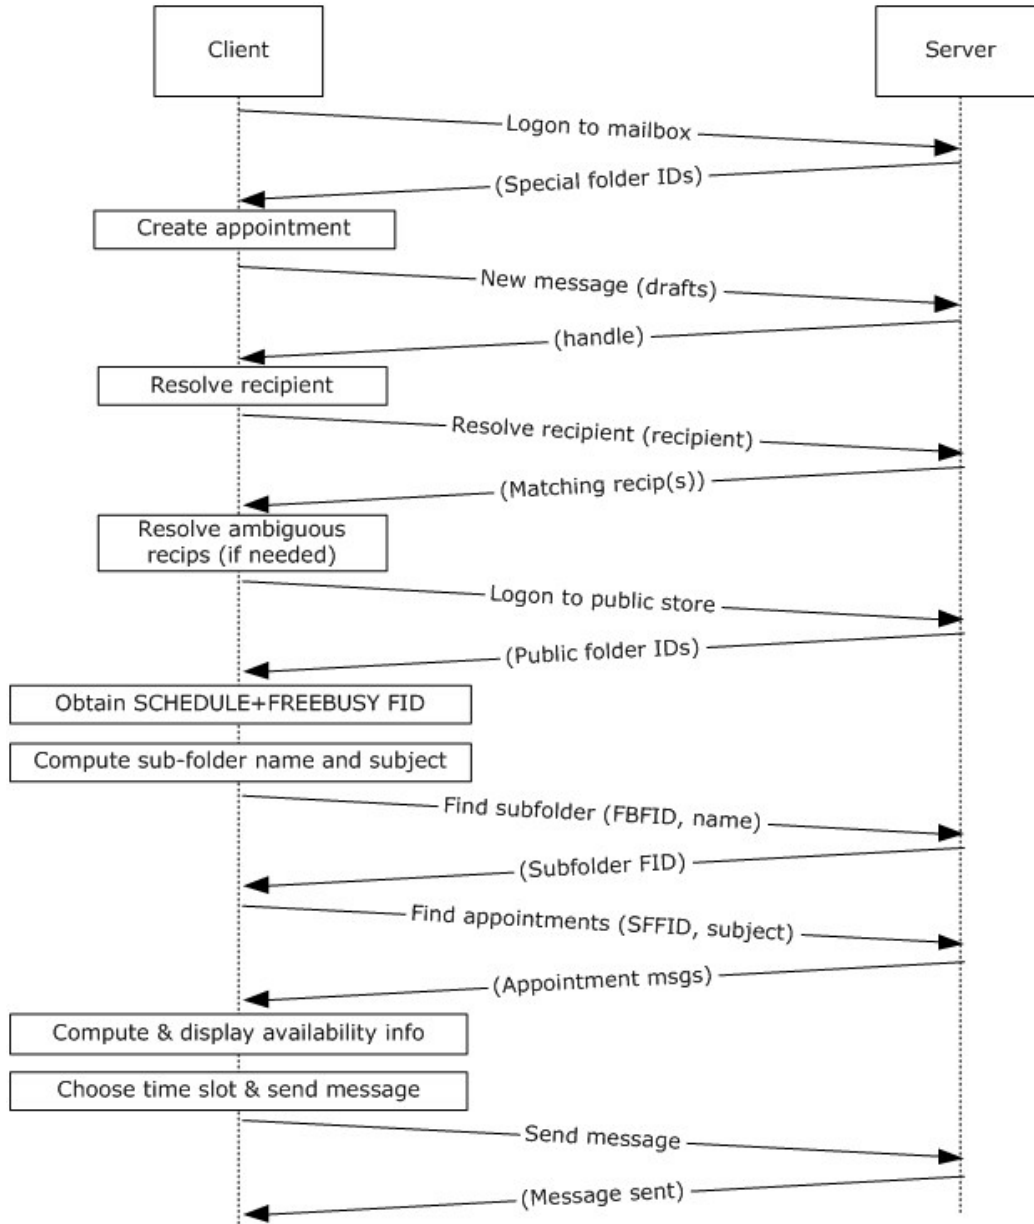 Client
Server
Logon to mailbox
(Special folder IDs)
Create appointment
New message (drafts)
(handle)
Resolve recipient
Resolve recipient (recipient)
(Matching recip(s))
Resolve ambiguous
recips (if needed)
Logon to public store
(Public folder IDs)
Obtain SCHEDULE+FREEBUSY FID
Compute sub-folder name and subject
Find subfolder (FBFID, name)
(Subfolder FID)
Find appointments (SFFID, subject)
(Appointment msgs)
Compute & display availability info
Choose time slot & send message
Send message
(Message sent)